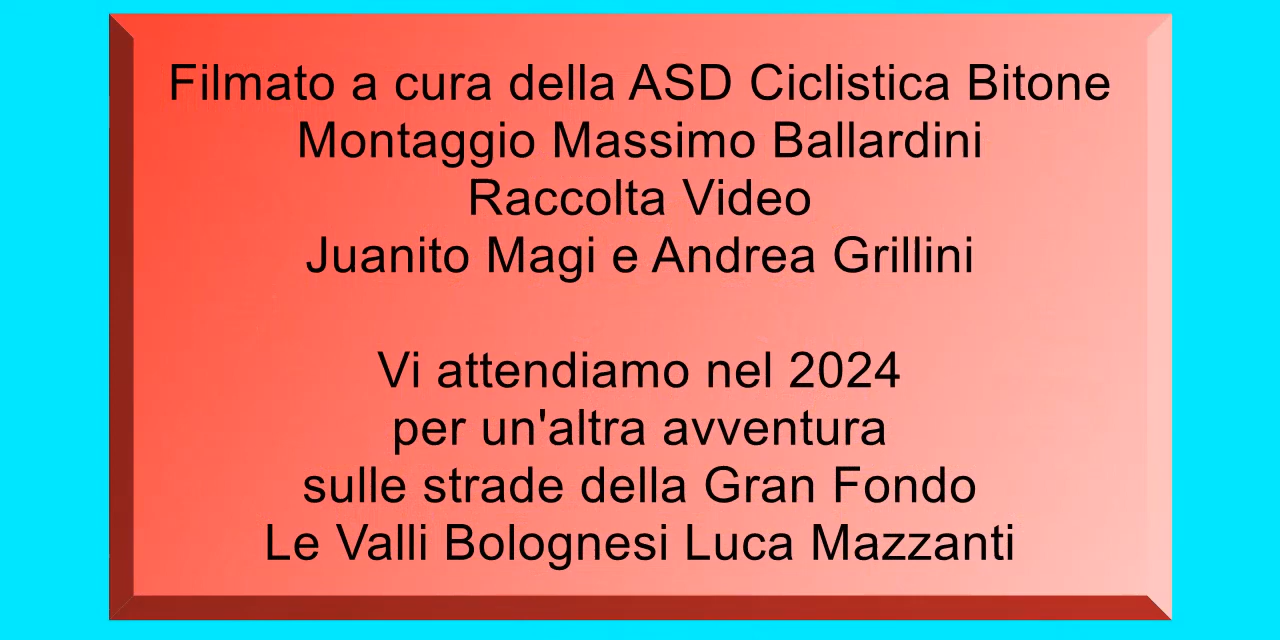 Filmato a cura della ASD Ciclistica Bitone
Montaggio Massimo Ballardini
Raccolta Video
Juanito Magi e Andrea Grillini
Vi attendiamo nel 2024
per un'altra avventura
sulle strade della Gran Fondo
Le Valli Bolognesi Luca Mazzanti